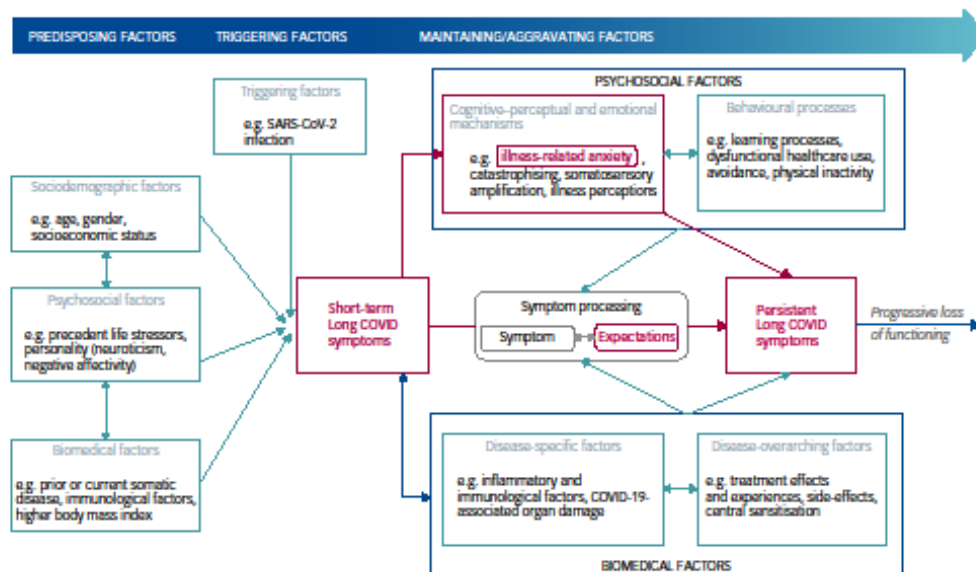 PREDISPOSING FACTORS
TRIGGERING FACTORS
MAINTAINING/AGGRAVATING FACTORS
Triggering factors
e.g. SARS-CoV-2
infection
Sociodemographic factors
e.g. age, gender,
socioeconomic status
Psychosocial factors
e.g. precedent life stressors,
personality (neuroticism,
negative affectivity)
Biomedical factors
e.g. prior or current somatic
disease, immunological factors,
higher body mass index
Short-term
Long COVID
symptoms
PSYCHOSOCIAL FACTORS
Cognitive–perceptual and emotional
mechanisms
e.g. illness-related anxiety ,
catastrophising, somatosensory
amplification, illness perceptions
Behavioural processes
e.g. learning processes,
dysfunctional healthcare use,
avoidance, physical inactivity
Symptom processing
Symptom
Expectations
Persistent
Long COVID
symptoms
Progressive loss
of functioning
Disease-specific factors
e.g. inflammatory and
immunological factors, COVID-19-
associated organ damage
Disease-overarching factors
e.g. treatment effects
and experiences, side-effects,
central sensitisation
BIOMEDICAL FACTORS